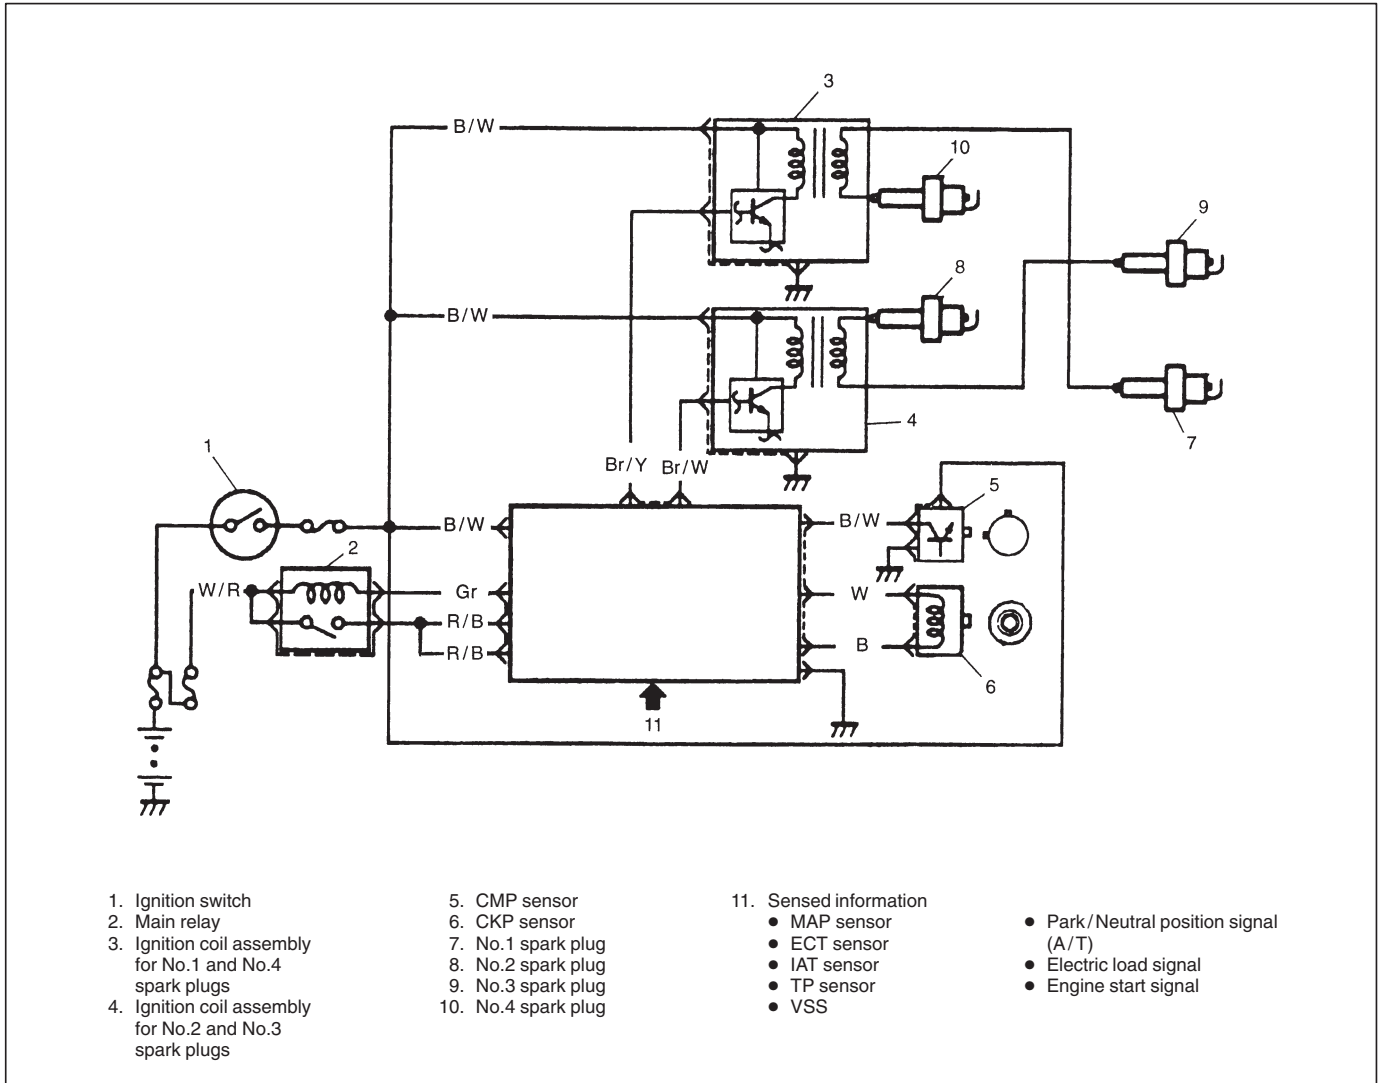 3
B/W
10
9
8
B/W
4
7
1
Br/Y
Br/W
5
B/W
B/W
2
W/R
Gr
W
R/B
B
R/B
6
11
1. Ignition switch
2. Main relay
3. Ignition coil assembly
for No.1 and No.4
spark plugs
4. Ignition coil assembly
for No.2 and No.3
spark plugs
5. CMP sensor
6. CKP sensor
7. No.1 spark plug
8. No.2 spark plug
9. No.3 spark plug
10. No.4 spark plug
11. Sensed information
● MAP sensor
● ECT sensor
● IAT sensor
● TP sensor
● VSS
● Park/Neutral position signal
(A/T)
● Electric load signal
● Engine start signal